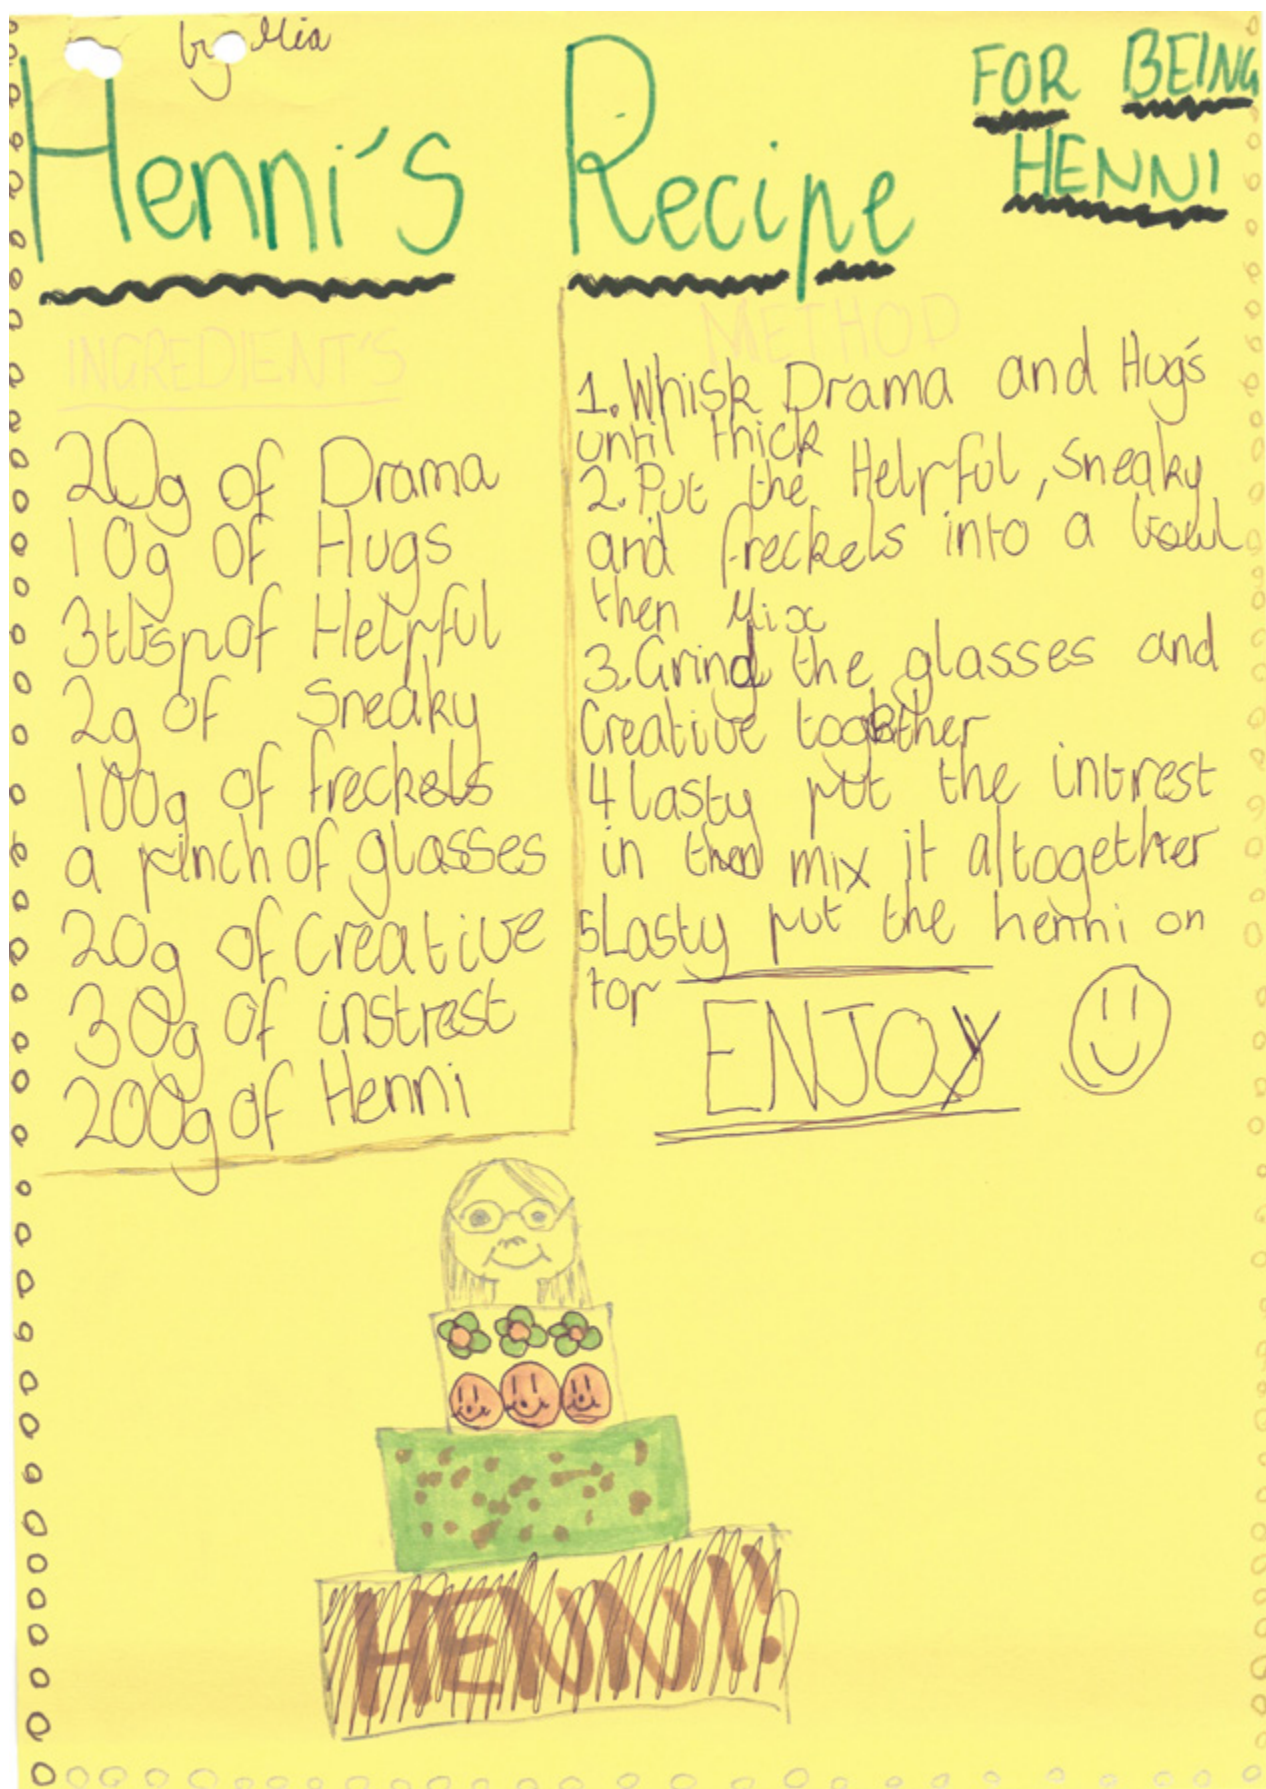 by Mia
Henni's Recipe
FOR BEING
HENNI
INGREDIENT'S
20g of Drama
10g of Hugs
3tbsp of Helpful
2g of Sneaky
100g of freckels
a pinch of glasses
20g of Creative
30g of instrest
200g of Henni
METHOD
1. Whisk Drama and Hug's
until thick
2. Put the Helpful, Sneaky
and freckels into a bowl
then Mix
3. Grind the glasses and
Creative together
4 lasty put the intrest
in then mix it altogether
5 Lasty put the henni on
top
ENJOY
HENNI!